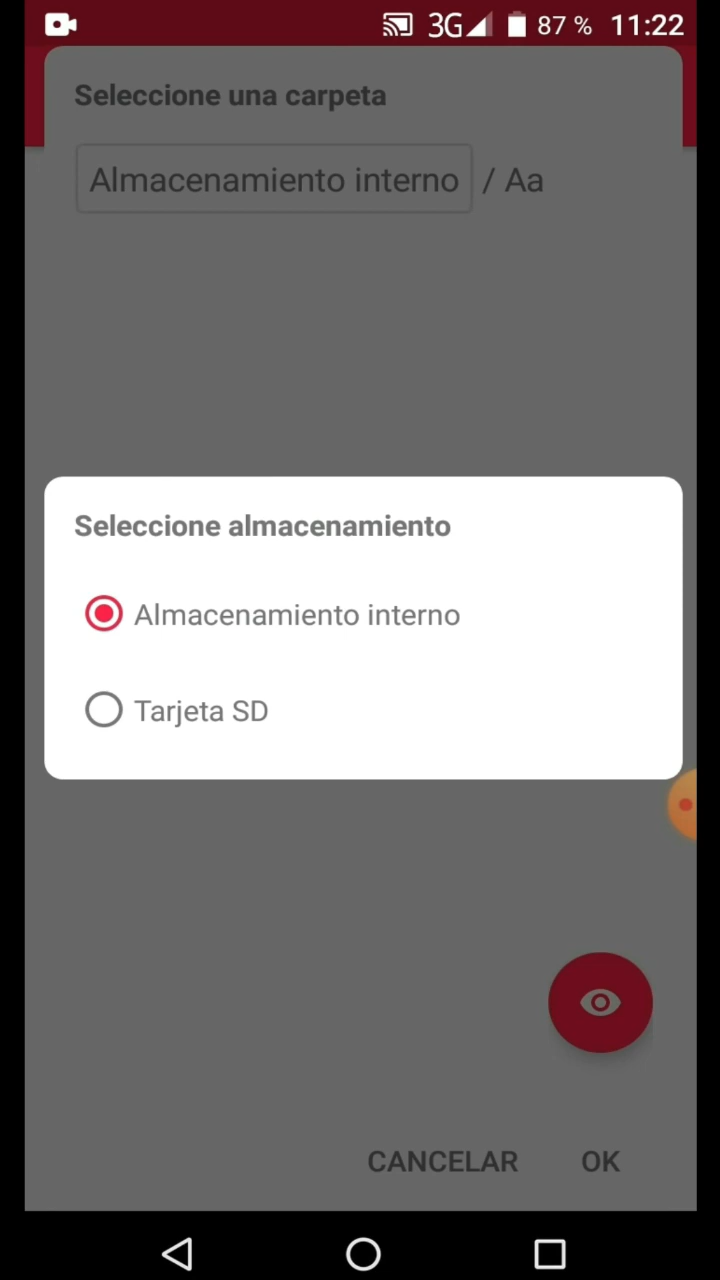 3G 87 % 11:22
Seleccione una carpeta
Almacenamiento interno / Aa
Seleccione almacenamiento
Almacenamiento interno
Tarjeta SD
CANCELAR OK